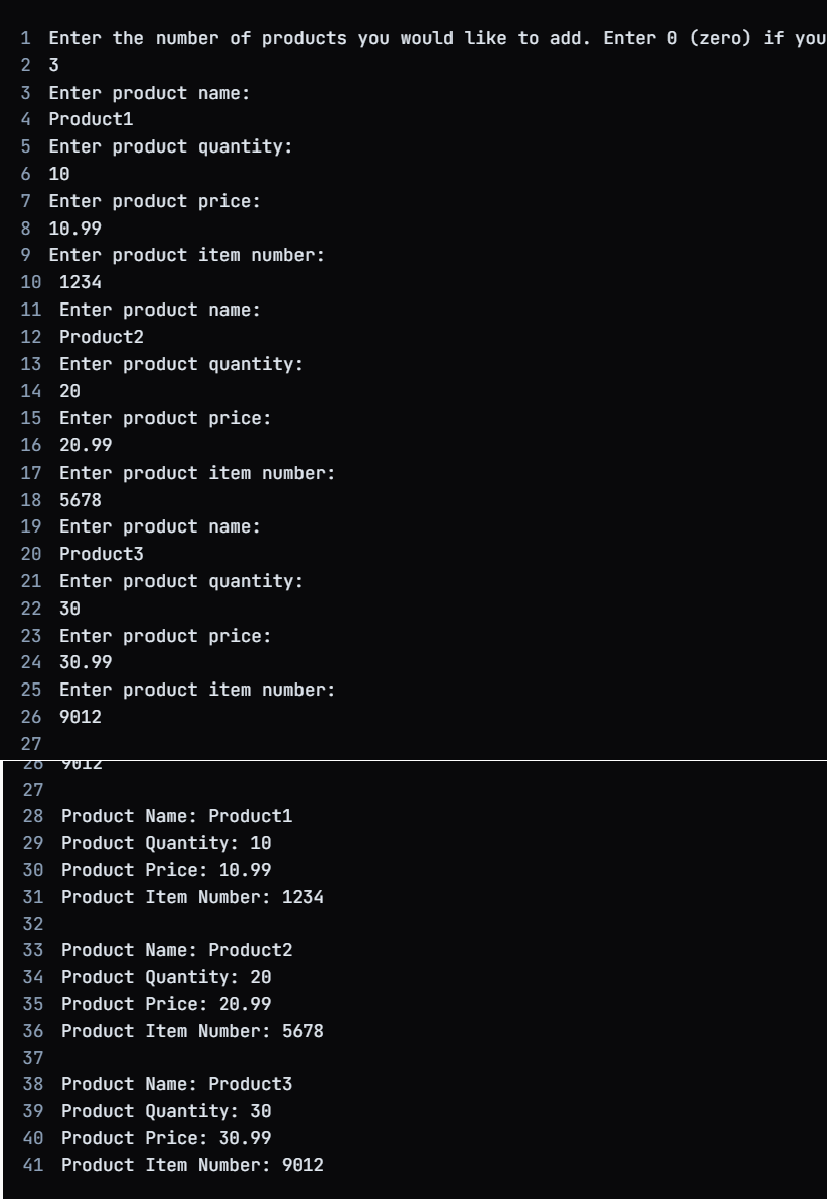 1 Enter the number of products you would like to add. Enter 0 (zero) if you
2 3
3 Enter product name:
4 Product1
5 Enter product quantity:
6 10
7 Enter product price:
8 10.99
9 Enter product item number:
10 1234
11 Enter product name:
12 Product2
13 Enter product quantity:
14 20
15 Enter product price:
16 20.99
17 Enter product item number:
18 5678
19 Enter product name:
20 Product3
21 Enter product quantity:
22 30
23 Enter product price:
24 30.99
25 Enter product item number:
26 9012
27
26 9012
27
28 Product Name: Product1
29 Product Quantity: 10
30 Product Price: 10.99
31 Product Item Number: 1234
32
33 Product Name: Product2
34 Product Quantity: 20
35 Product Price: 20.99
36 Product Item Number: 5678
37
38 Product Name: Product3
39 Product Quantity: 30
40 Product Price: 30.99
41 Product Item Number: 9012